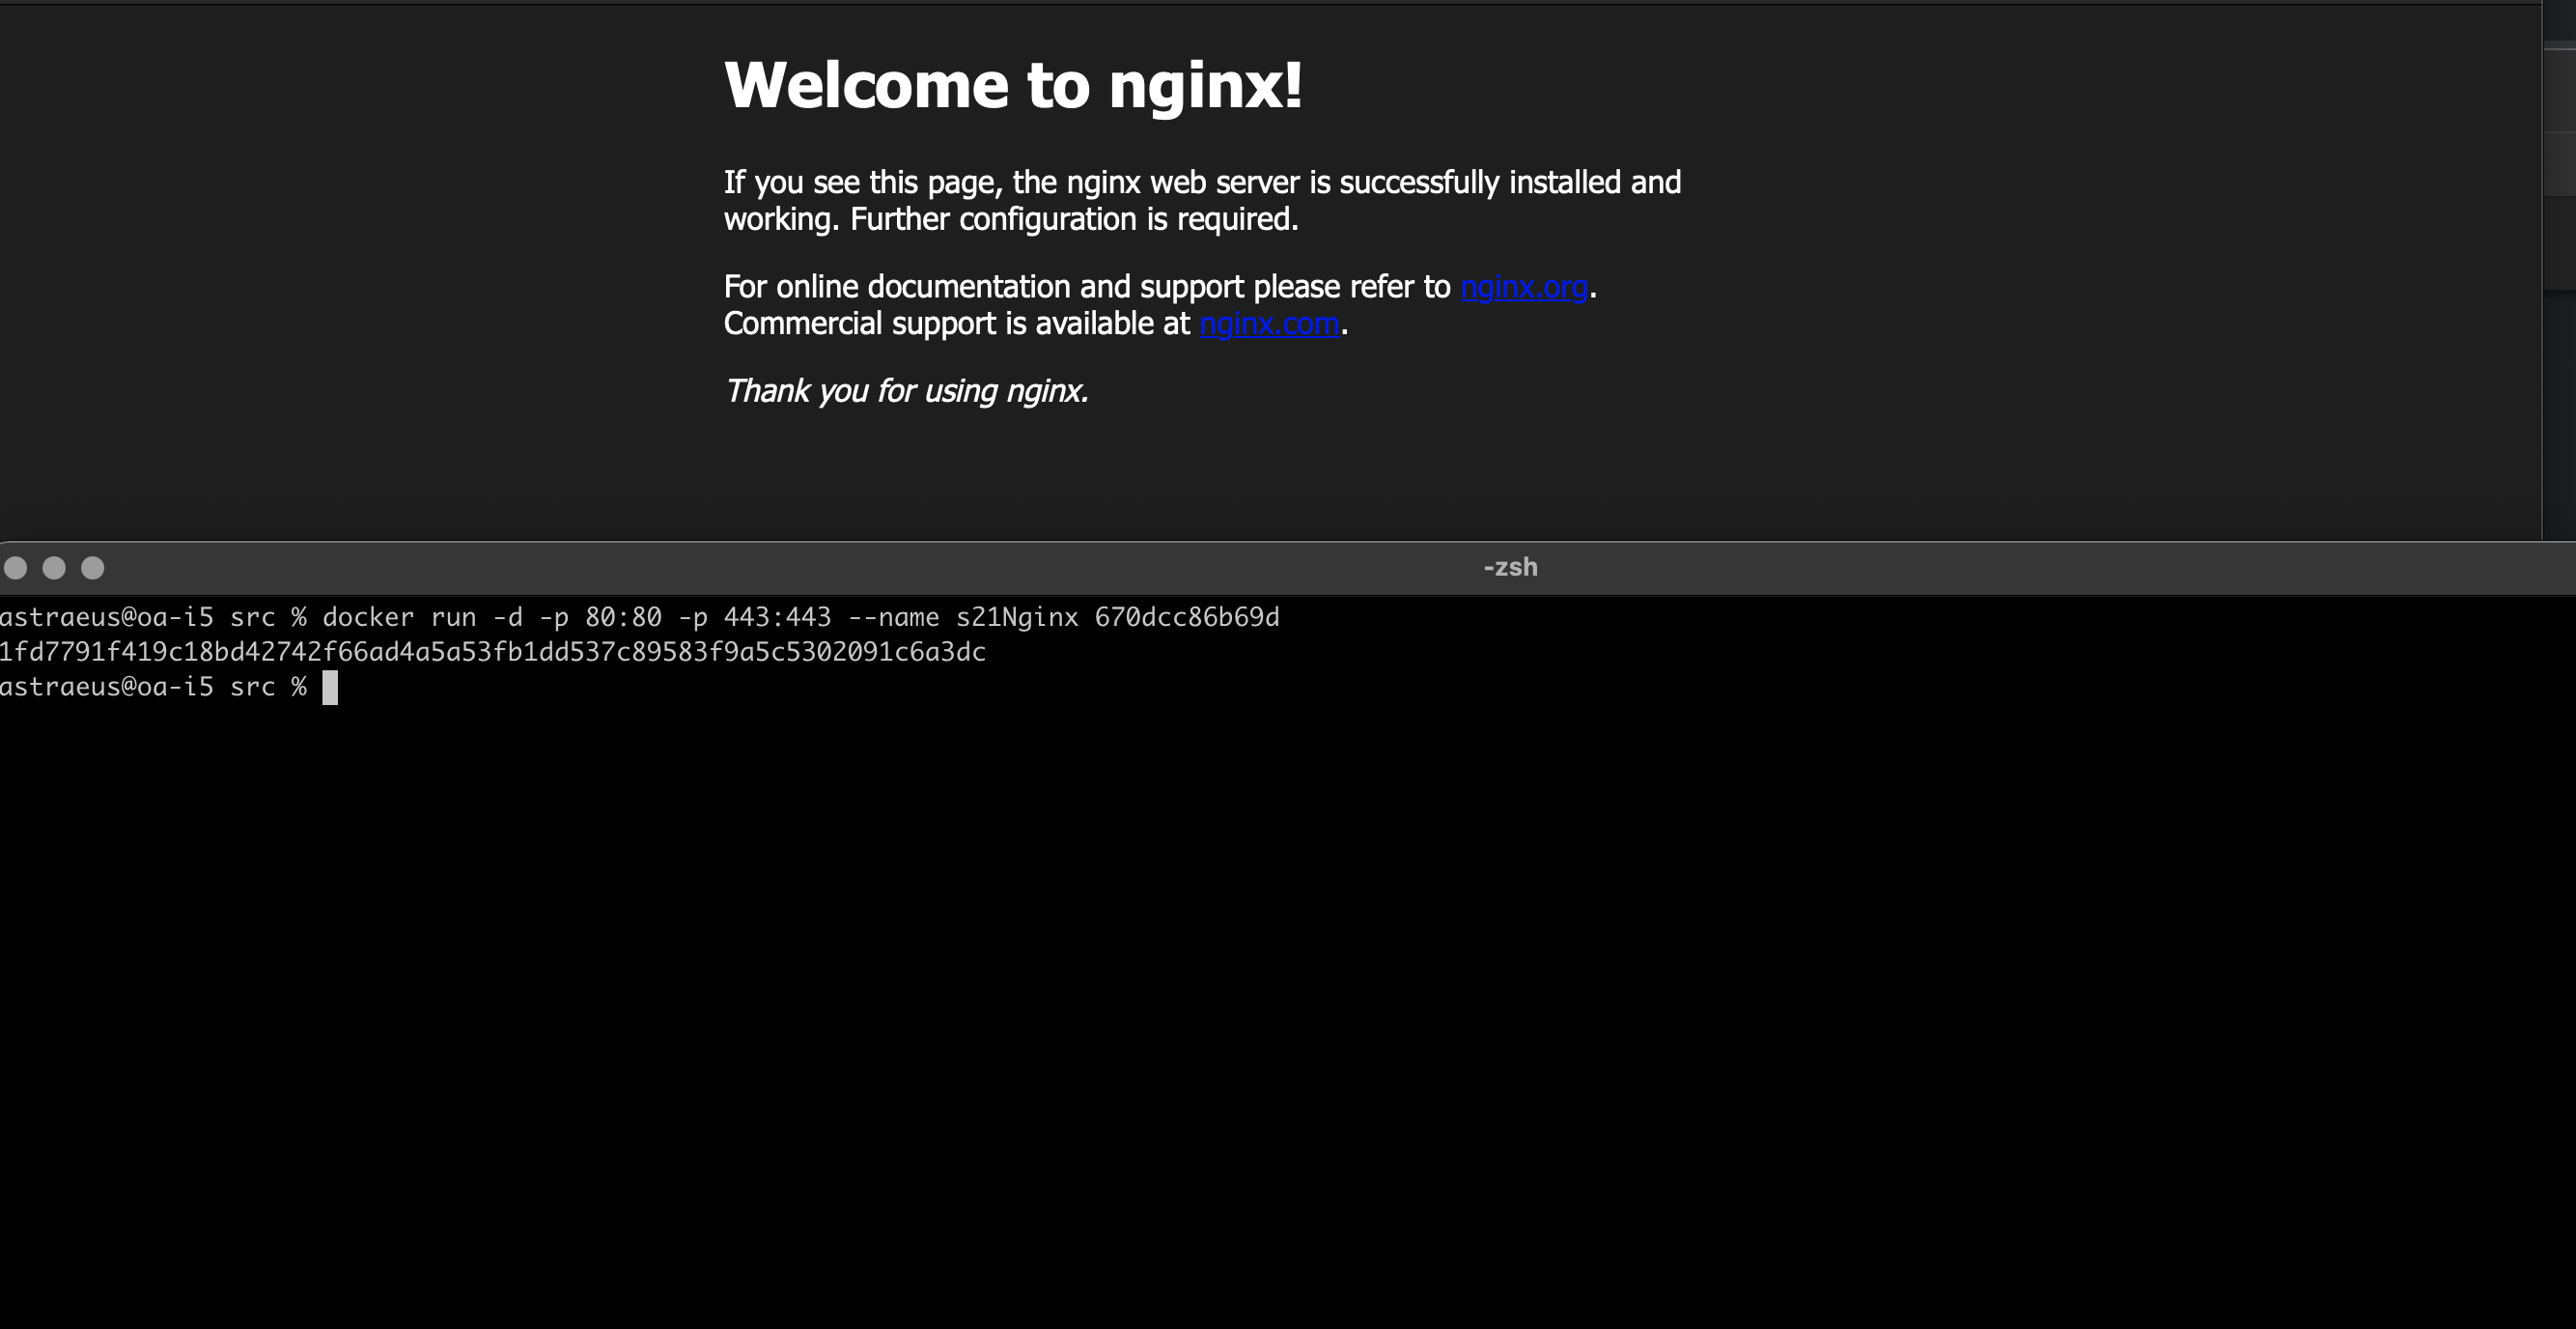 Welcome to nginx!
If you see this page, the nginx web server is successfully installed and
working. Further configuration is required.
For online documentation and support please refer to nginx.org.
Commercial support is available at nginx.com.
Thank you for using nginx.
-zsh
astraeus@oa-i5 src % docker run -d -p 80:80 -p 443:443 --name s21Nginx 670dcc86b69d
1fd7791f419c18bd42742f66ad4a5a53fb1dd537c89583f9a5c5302091c6a3dc
astraeus@oa-i5 src %